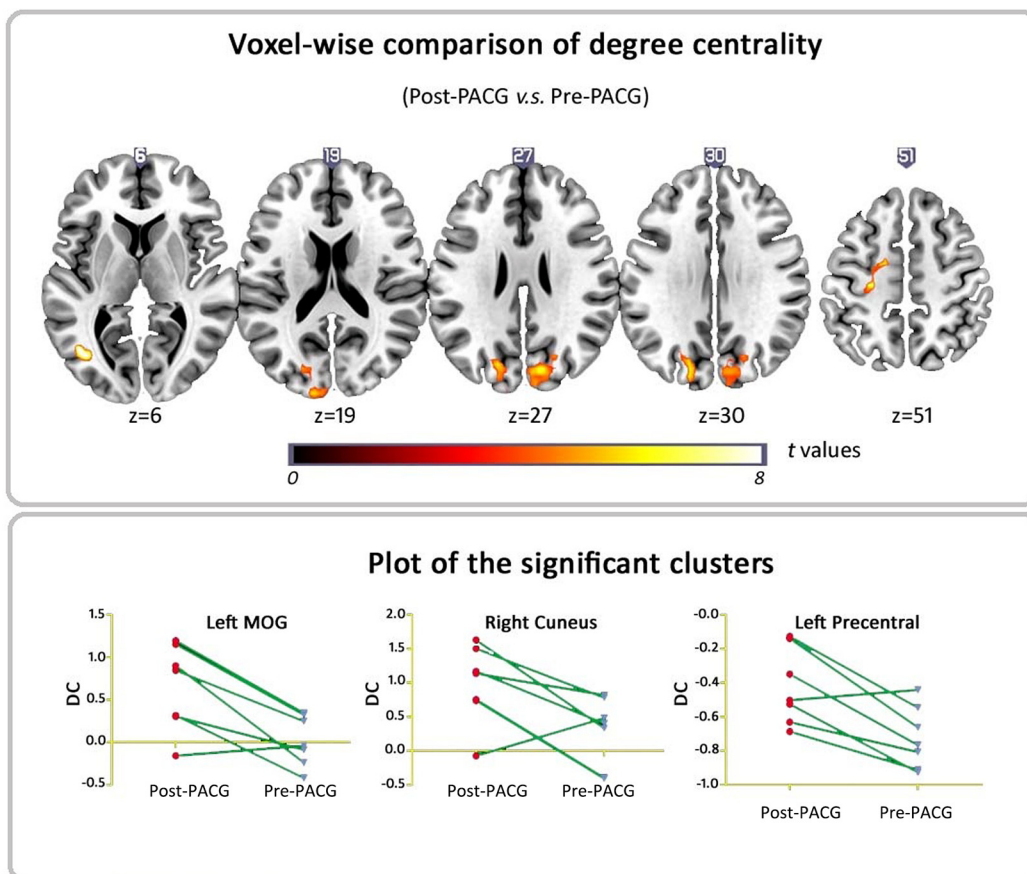 Voxel-wise comparison of degree centrality
(Post-PACG v.s. Pre-PACG)
6 19 27 30 51
z=6 z=19 z=27 z=30 z=51
t values
0 8
Plot of the significant clusters
Left MOG
DC
1.5
1.0
0.5
0.0
-0.5
Post-PACG Pre-PACG
Right Cuneus
DC
2.0
1.5
1.0
0.5
0.0
-0.5
Post-PACG Pre-PACG
Left Precentral
DC
-0.0
-0.2
-0.4
-0.6
-0.8
-1.0
Post-PACG Pre-PACG